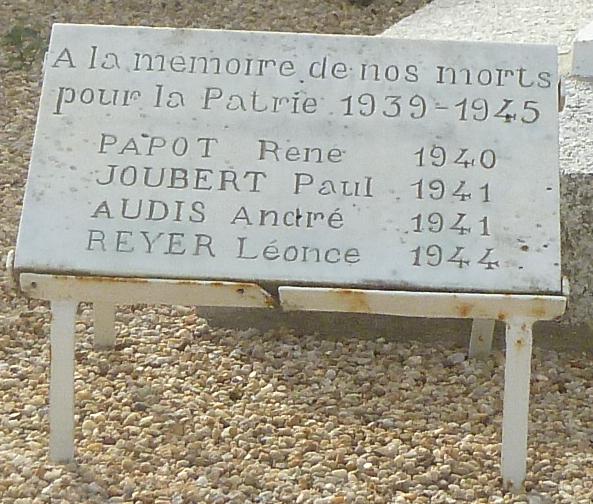 A la memoire de nos morts
pour la Patrie 1939-1945
PAPOT Rene 1940
JOUBERT Paul 1941
AUDIS André 1941
REYER Léonce 1944